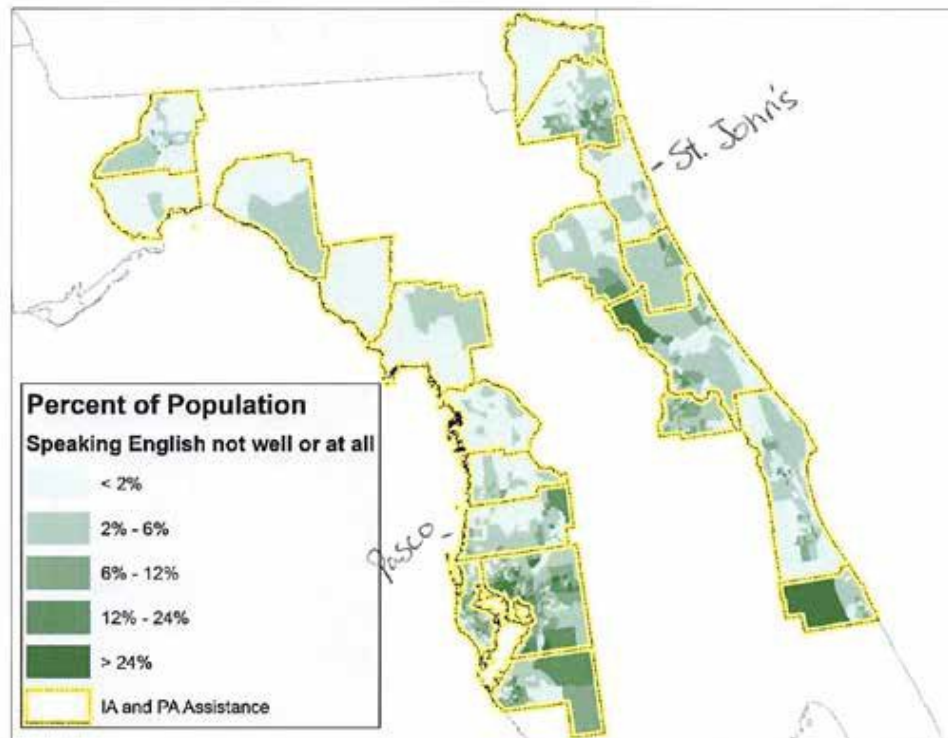 St. John's
Pasco
Percent of Population
Speaking English not well or at all
< 2%
2% - 6%
6% - 12%
12% - 24%
> 24%
IA and PA Assistance